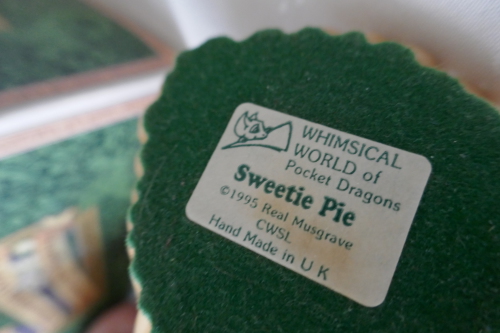 WHIMSICAL
WORLD of
Pocket Dragons
Sweetie Pie
©1995 Real Musgrave
CWSL
Hand Made in U K